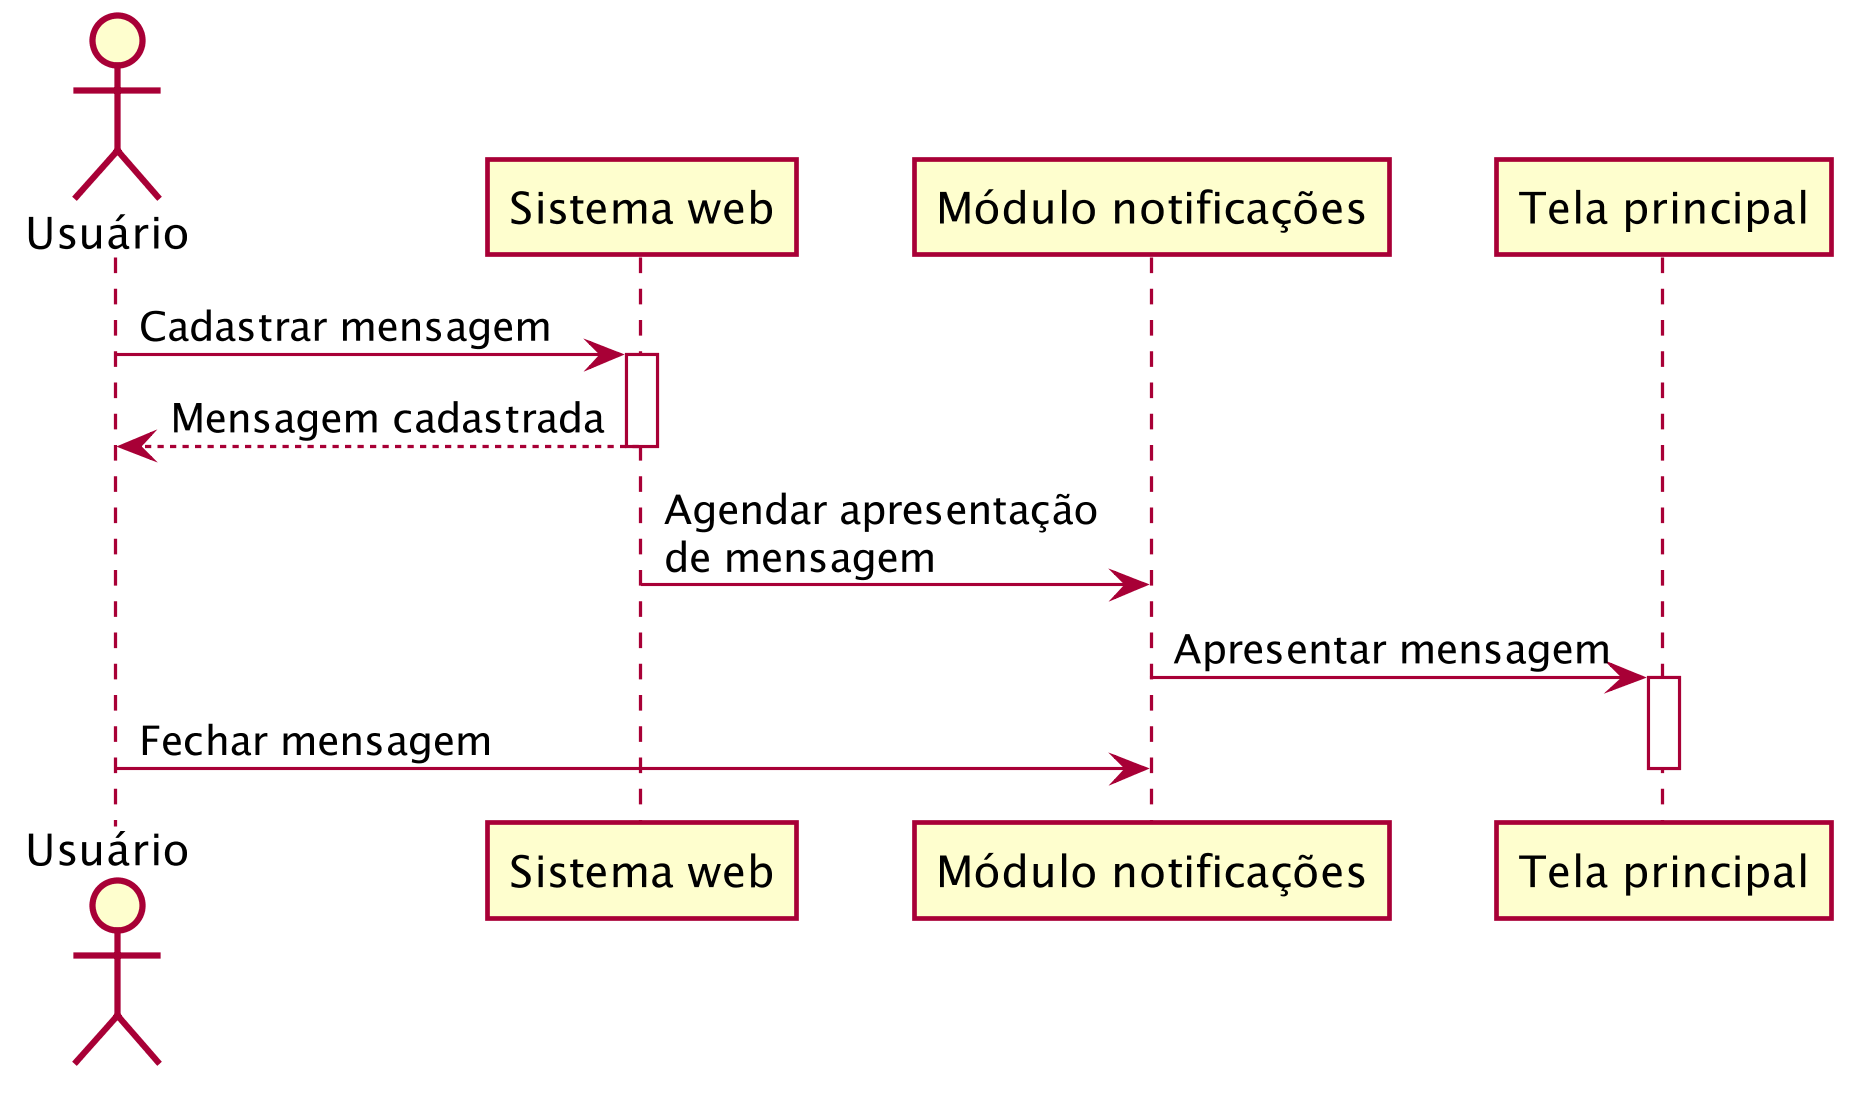 Usuário
Sistema web
Módulo notificações
Tela principal
Cadastrar mensagem
Mensagem cadastrada
Agendar apresentação
de mensagem
Apresentar mensagem
Fechar mensagem
Usuário
Sistema web
Módulo notificações
Tela principal